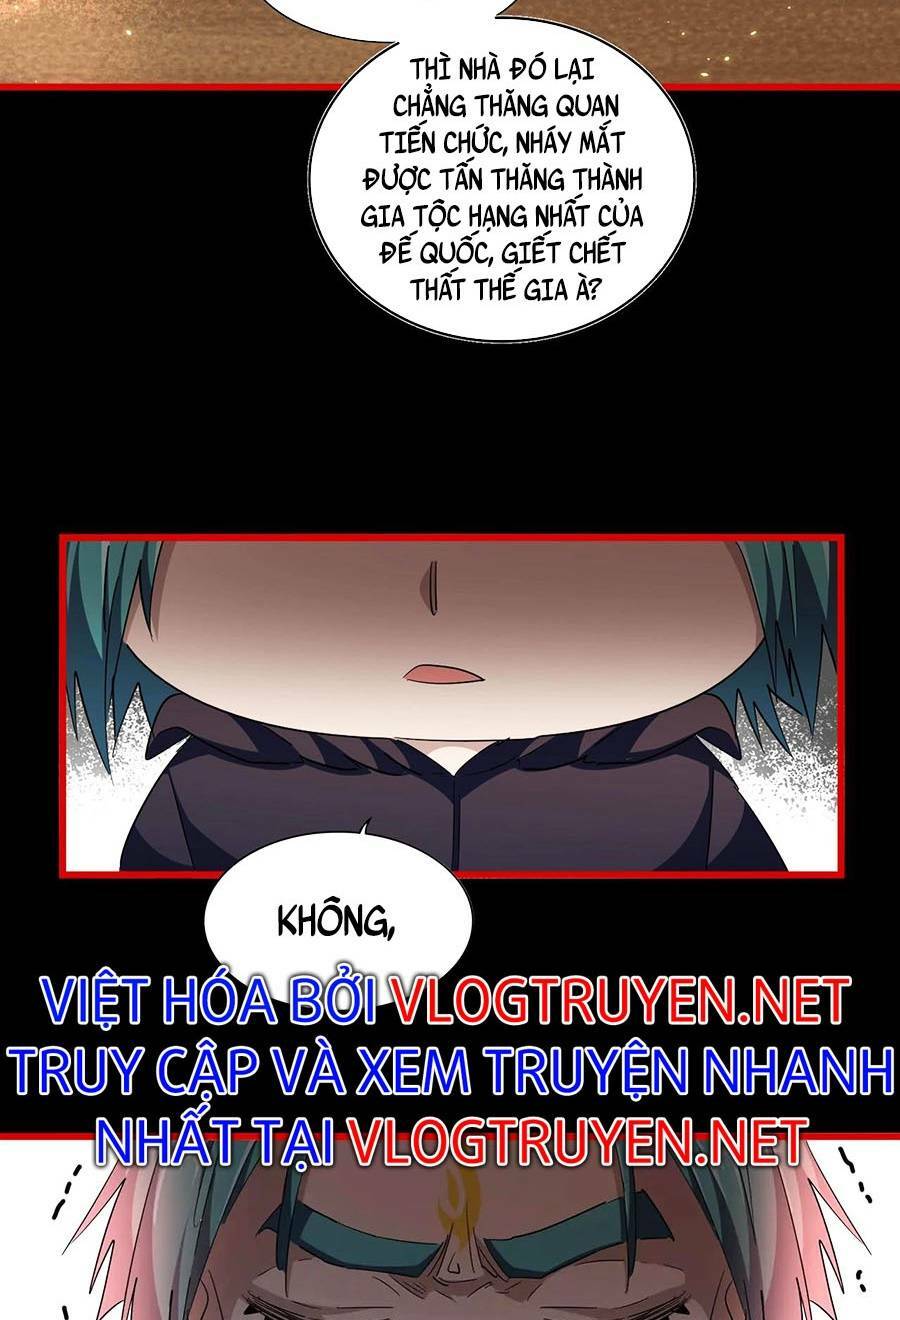 THÌ NHÀ ĐÓ LẠI
CHẲNG THĂNG QUAN
TIẾN CHỨC, NHÁY MẮT
ĐƯỢC TẤN THĂNG THÀNH
GIA TỘC HẠNG NHẤT CỦA
ĐẾ QUỐC, GIẾT CHẾT
THẤT THẾ GIA À?
KHÔNG,
VIỆT HÓA BỞI VLOGTRUYEN.NET
TRUY CẬP VÀ XEM TRUYỆN NHANH
NHẤT TẠI VLOGTRUYEN.NET